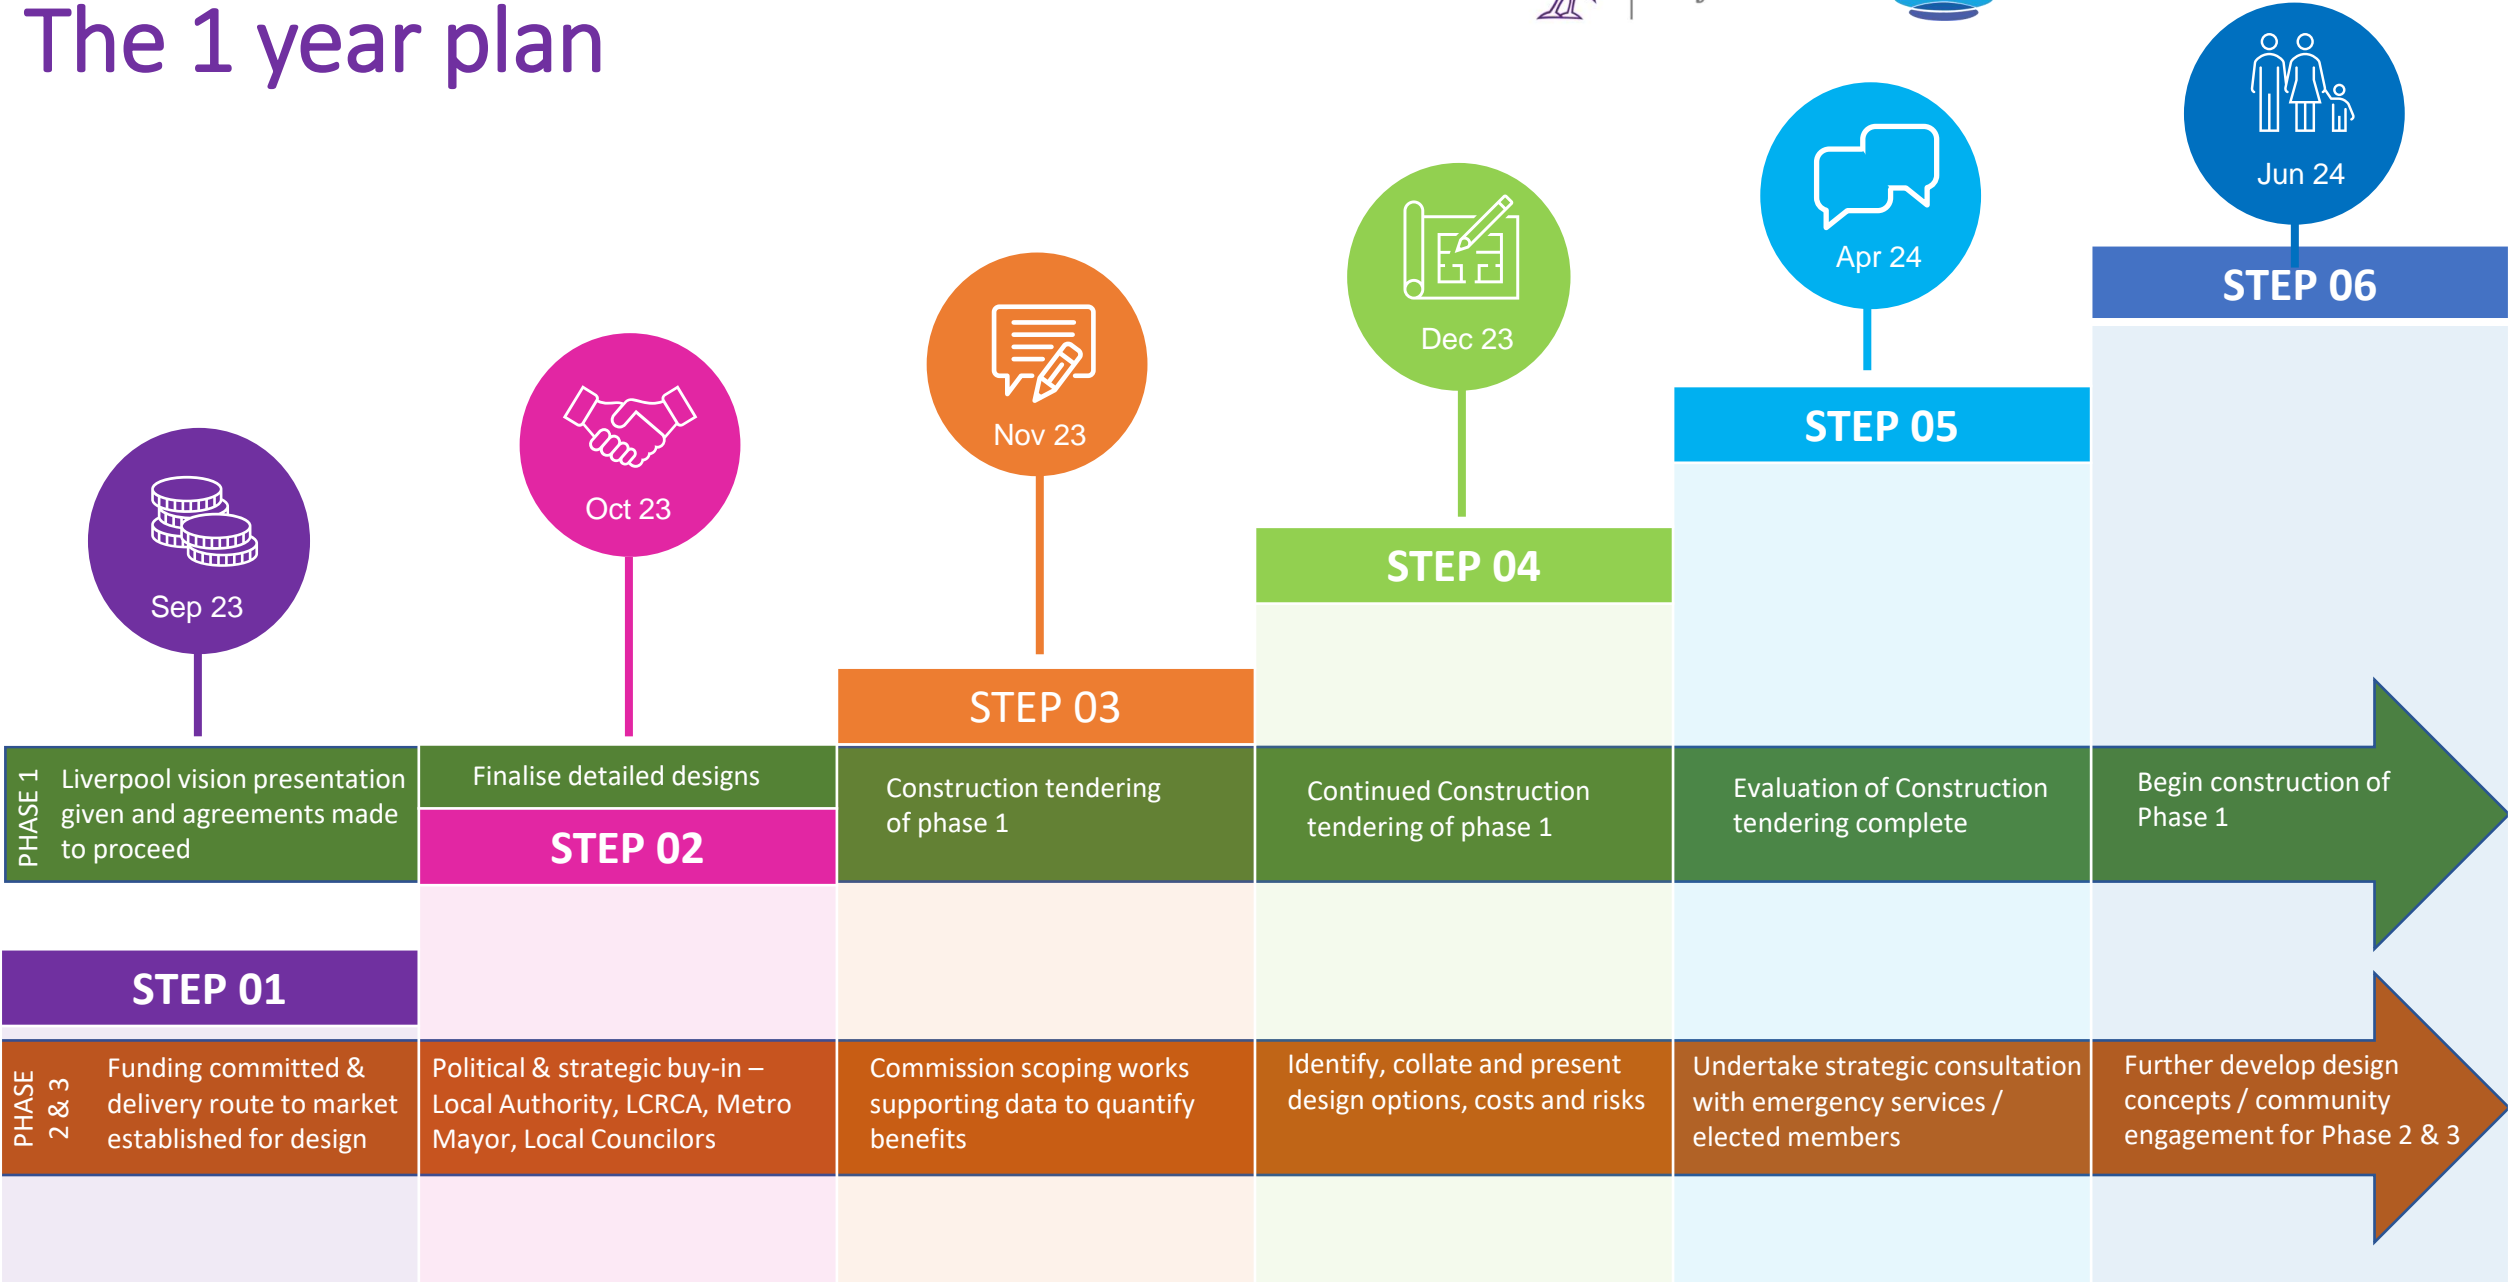 The 1 year plan
Sep 23
Oct 23
Nov 23
Dec 23
Apr 24
Jun 24
STEP 06
STEP 05
STEP 04
STEP 03
STEP 02
STEP 01
PHASE 1
Liverpool vision presentation
given and agreements made
to proceed
Finalise detailed designs
Construction tendering
of phase 1
Continued Construction
tendering of phase 1
Evaluation of Construction
tendering complete
Begin construction of
Phase 1
PHASE
2 & 3
Funding committed &
delivery route to market
established for design
Political & strategic buy-in –
Local Authority, LCRCA, Metro
Mayor, Local Councilors
Commission scoping works
supporting data to quantify
benefits
Identify, collate and present
design options, costs and risks
Undertake strategic consultation
with emergency services /
elected members
Further develop design
concepts / community
engagement for Phase 2 & 3